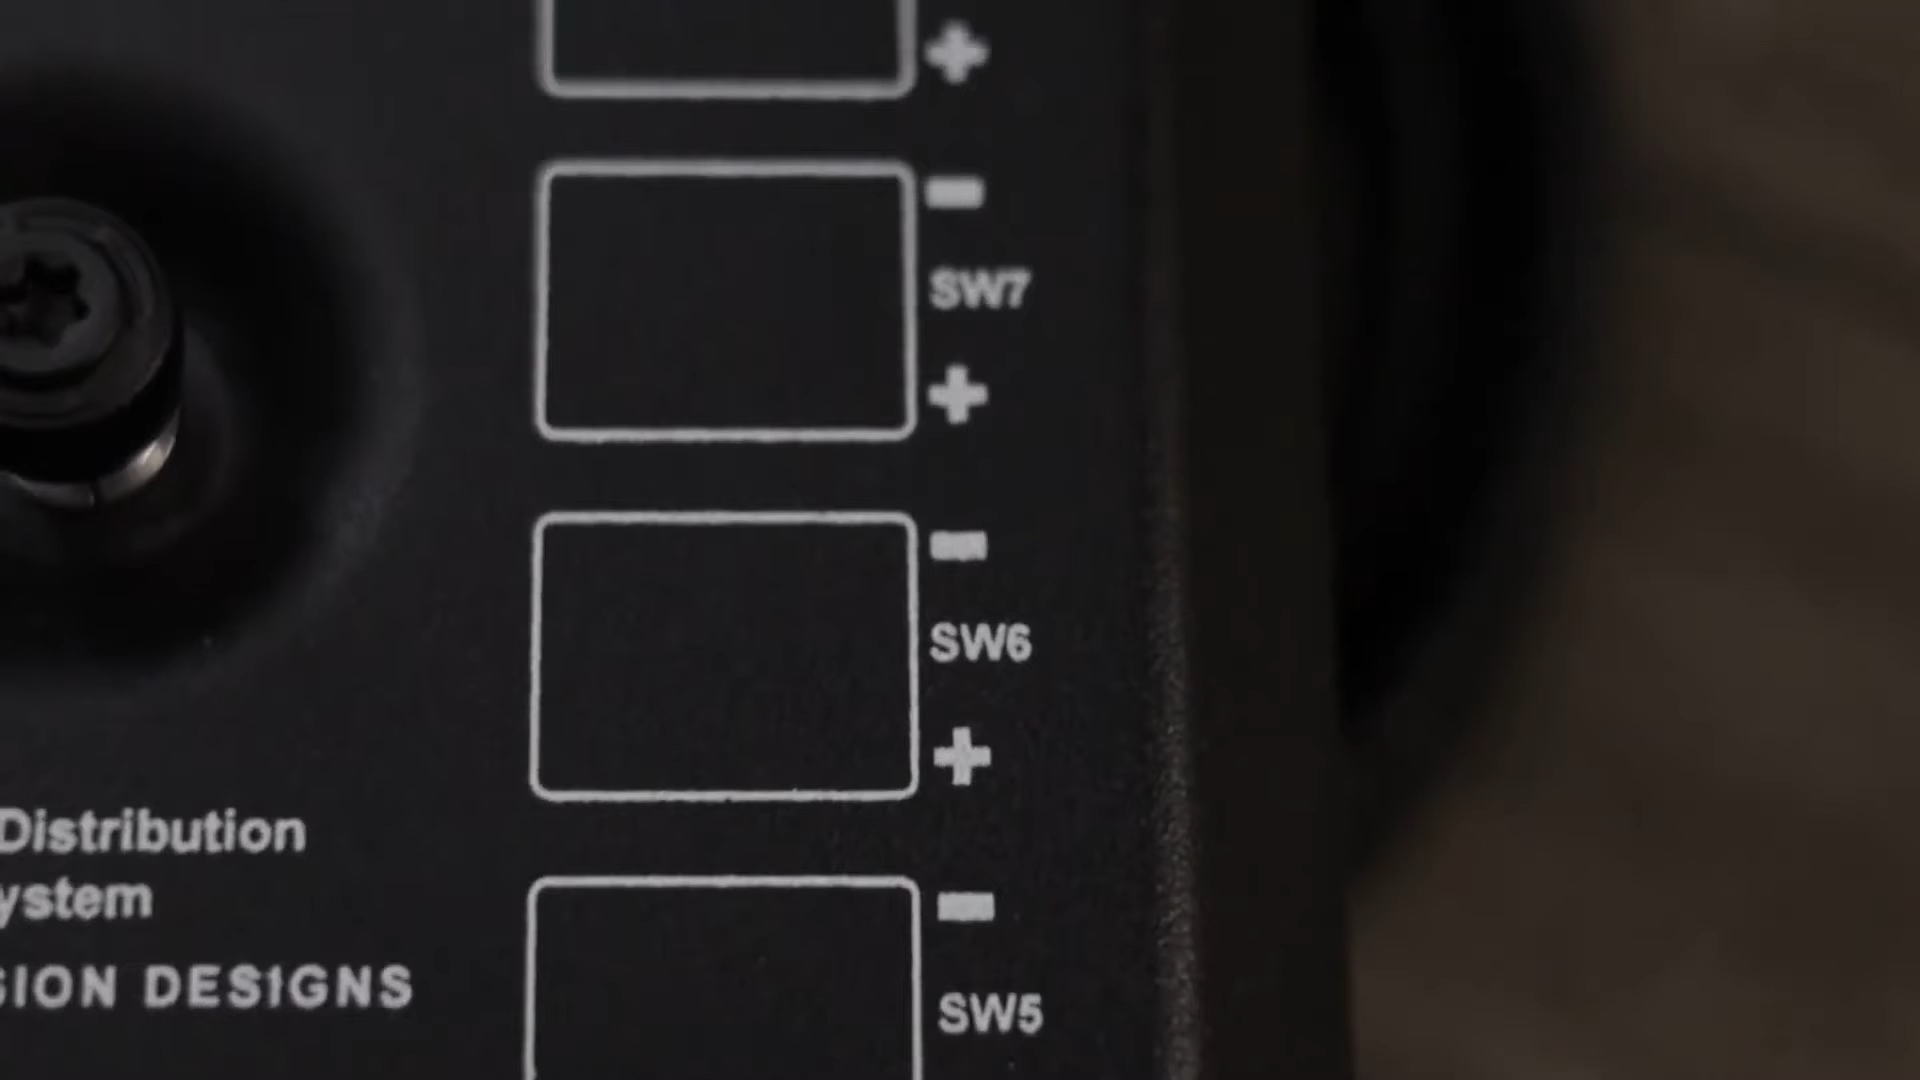 +
-
SW7
+
-
SW6
+
Distribution
ystem
SION DESIGNS
-
SW5